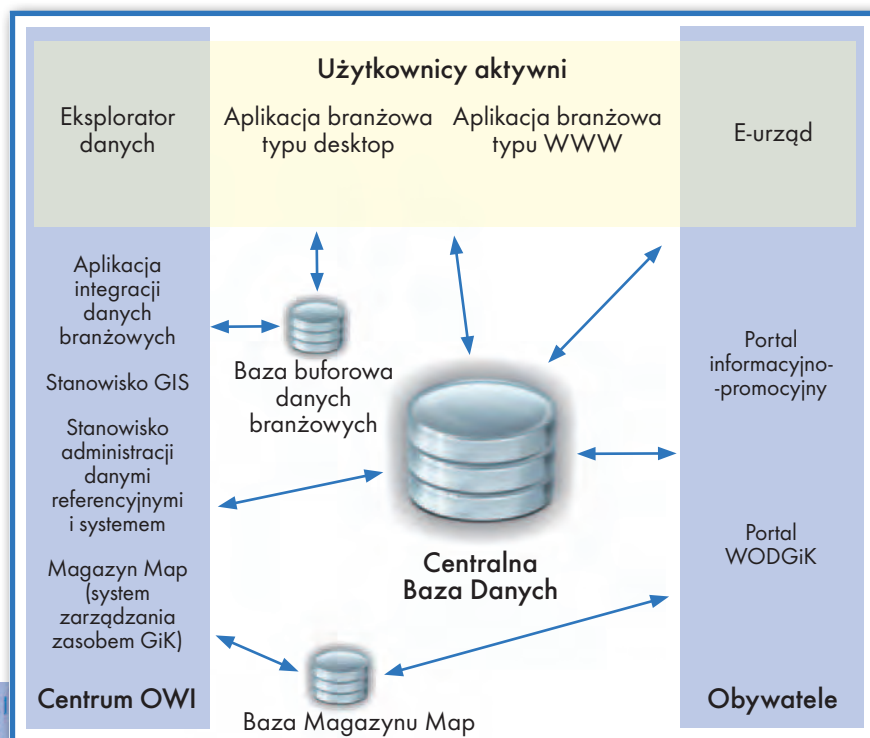 Użytkownicy aktywni
Eksplorator
danych
Aplikacja branżowa
typu desktop
Aplikacja branżowa
typu WWW
E-urząd
Aplikacja
integracji
danych
branżowych
Stanowisko GIS
Stanowisko
administracji
danymi
referencyjnymi
i systemem
Magazyn Map
(system
zarządzania
zasobem GiK)
Centrum OWI
Baza buforowa
danych
branżowych
Centralna
Baza Danych
Baza Magazynu Map
Portal
informacyjno-
-promocyjny
Portal
WODGiK
Obywatele